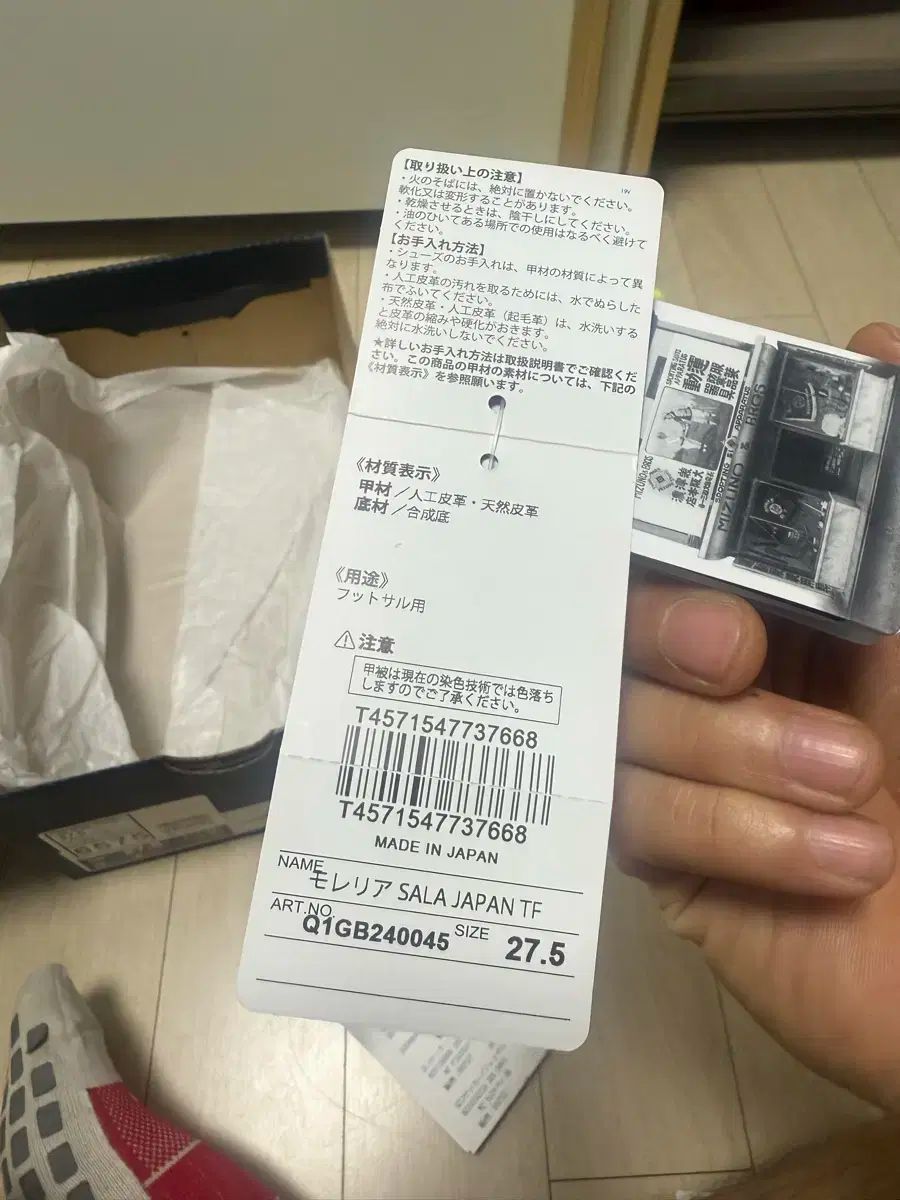 【取り扱い上の注意】
19V
・火のそばには、絶対に置かないでください。
軟化又は変形することがあります。
・乾燥させるときは、陰干しにしてください。
・油のひいてある場所での使用はなるべく避けて
ください。
【お手入れ方法】
・シューズのお手入れは、甲材の材質によって異
なります。
・人工皮革の汚れを取るためには、水でぬらした
布でふいてください。
・天然皮革・人工皮革（起毛革）は、水洗いする
と皮革の縮みや硬化がおきます。
絶対に水洗いしないでください。
★詳しいお手入れ方法は取扱説明書でご確認くだ
さい。この商品の甲材の素材については、下記の
《材質表示》を参照願います。
《材質表示》
甲材／人工皮革・天然皮革
底材／合成底
《用途》
フットサル用
⚠注意
甲被は現在の染色技術では色落ち
しますのでご了承ください。
T4571547737668
T4571547737668
MADE IN JAPAN
NAME
モレリア SALA JAPAN TF
ART.NO.
Q1GB240045
SIZE
27.5
MIZUNO & BROS